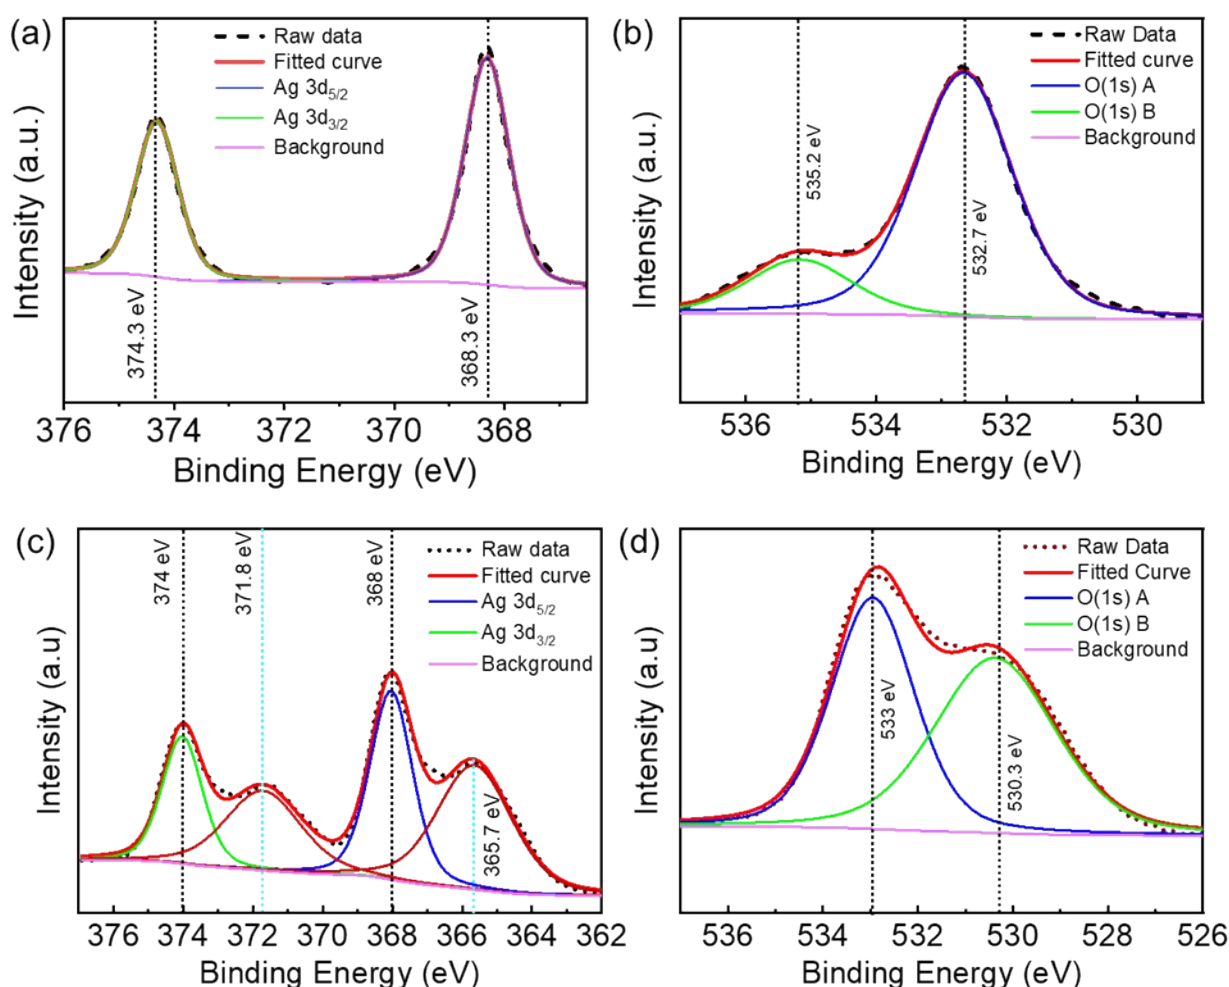 (a)
Raw data
Fitted curve
Ag 3d5/2
Ag 3d3/2
Background
374.3 eV
368.3 eV
Intensity (a.u.)
376 374 372 370 368
Binding Energy (eV)
(b)
Raw Data
Fitted curve
O(1s) A
O(1s) B
Background
535.2 eV
532.7 eV
Intensity (a.u.)
536 534 532 530
Binding Energy (eV)
(c)
374 eV
371.8 eV
368 eV
365.7 eV
Raw data
Fitted curve
Ag 3d5/2
Ag 3d3/2
Background
Intensity (a.u)
376 374 372 370 368 366 364 362
Binding Energy (eV)
(d)
Raw Data
Fitted Curve
O(1s) A
O(1s) B
Background
533 eV
530.3 eV
Intensity (a.u)
536 534 532 530 528 526
Binding Energy (eV)